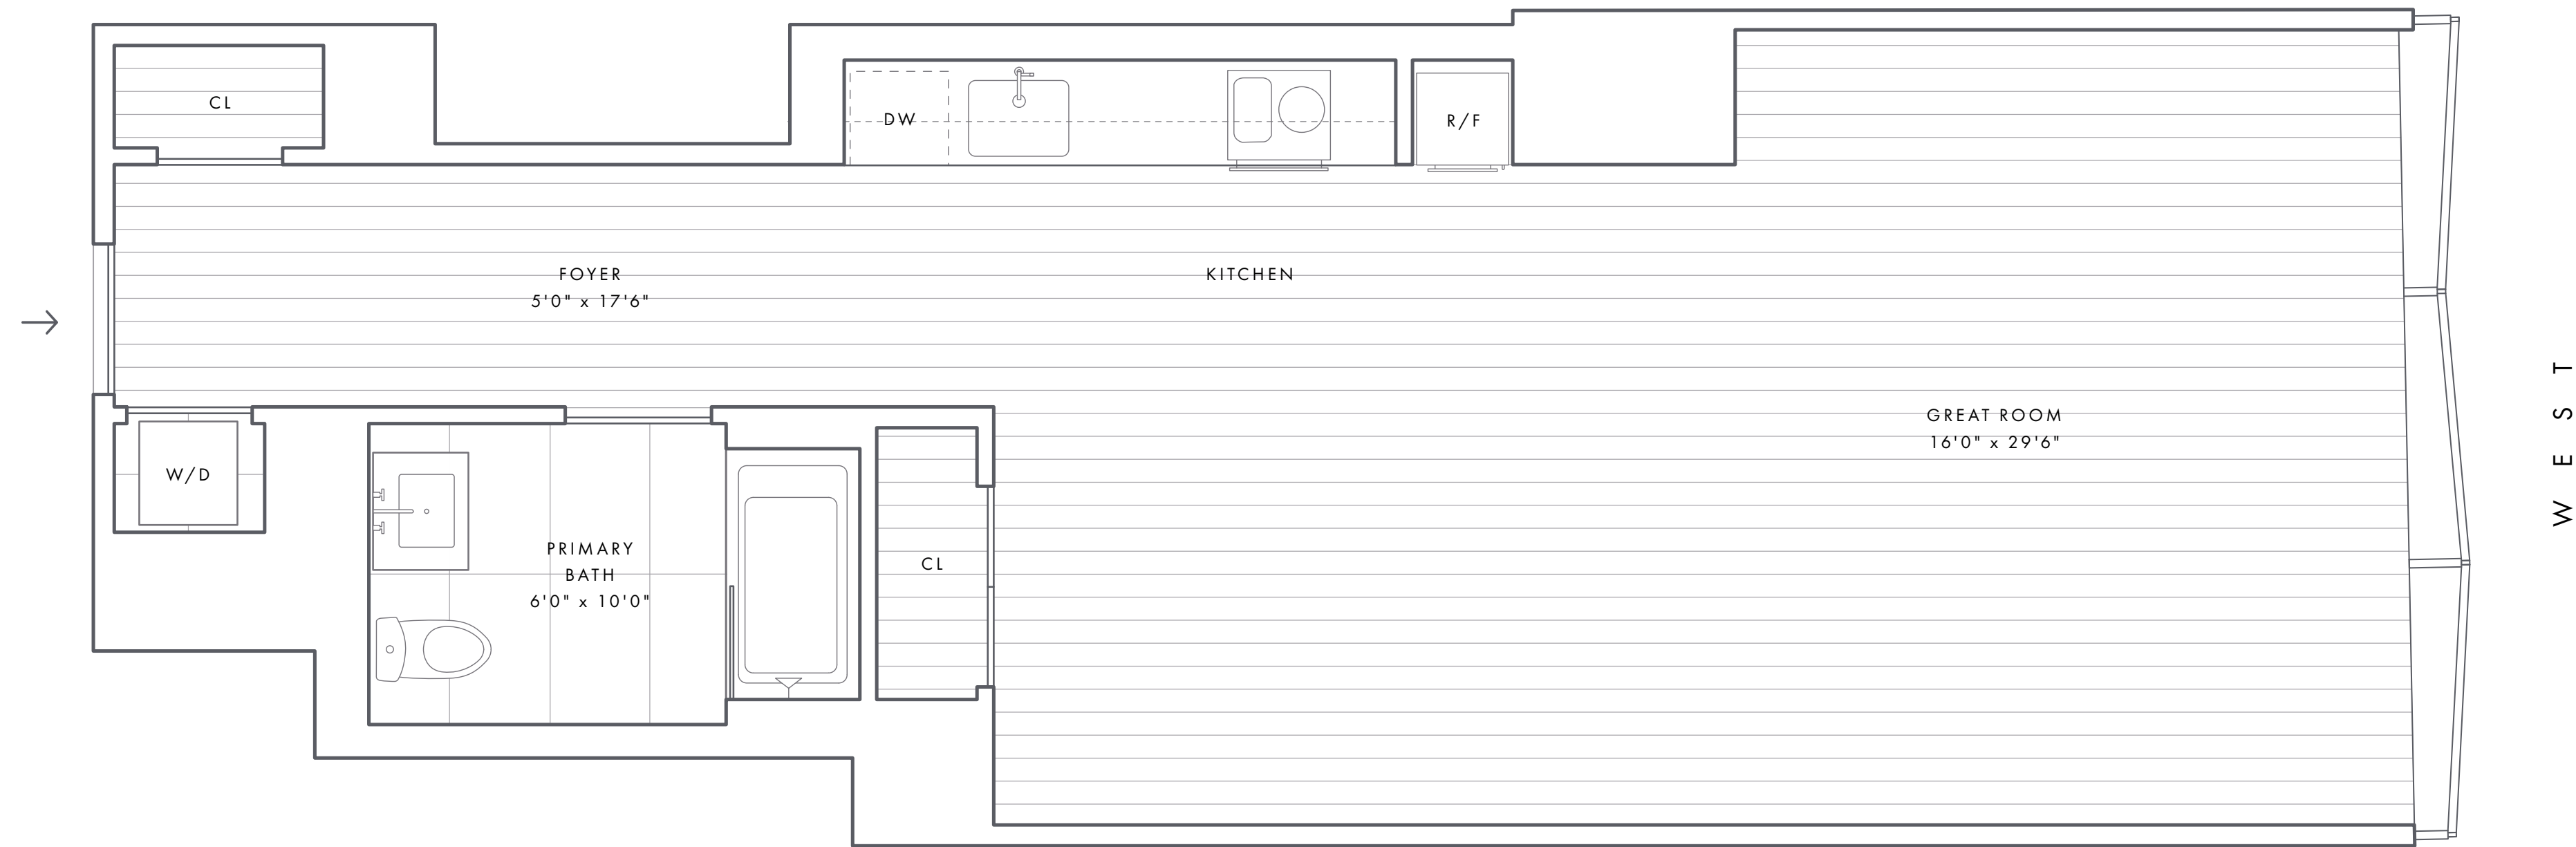 CL
DW
R/F
FOYER
5'0" x 17'6"
KITCHEN
GREAT ROOM
16'0" x 29'6"
W/D
PRIMARY
BATH
6'0" x 10'0"
CL
WEST